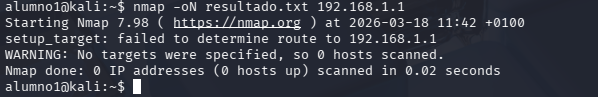 alumno1@kali:~$ nmap -oN resultado.txt 192.168.1.1
Starting Nmap 7.98 ( https://nmap.org ) at 2026-03-18 11:42 +0100
setup_target: failed to determine route to 192.168.1.1
WARNING: No targets were specified, so 0 hosts scanned.
Nmap done: 0 IP addresses (0 hosts up) scanned in 0.02 seconds
alumno1@kali:~$